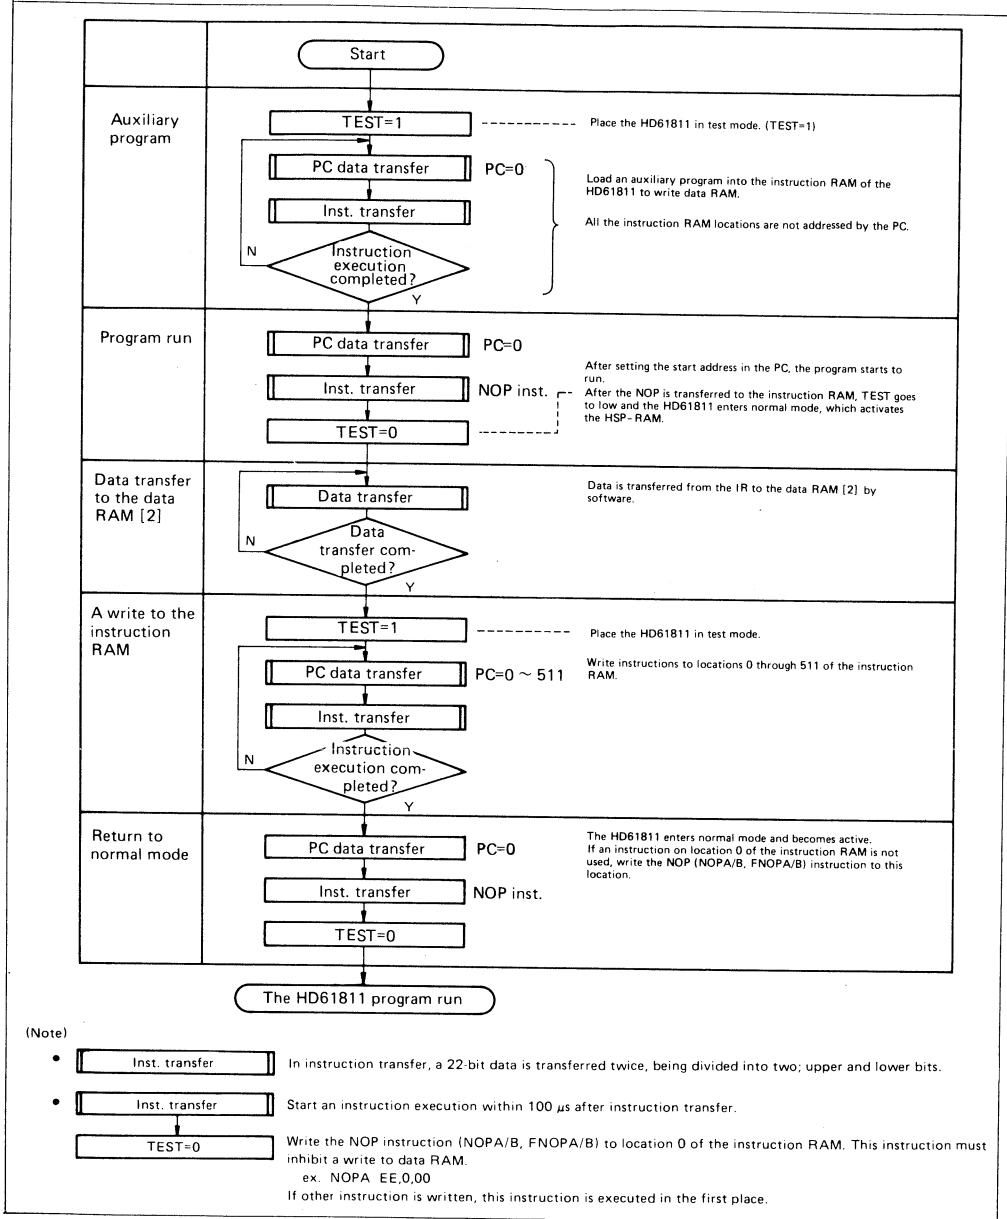 Start
Auxiliary
program
TEST=1
Place the HD61811 in test mode. (TEST=1)
PC data transfer
PC=0
Load an auxiliary program into the instruction RAM of the
HD61811 to write data RAM.
Inst. transfer
All the instruction RAM locations are not addressed by the PC.
N
Instruction
execution
completed?
Y
Program run
PC data transfer
PC=0
After setting the start address in the PC, the program starts to
run.
Inst. transfer
NOP inst.
After the NOP is transferred to the instruction RAM, TEST goes
to low and the HD61811 enters normal mode, which activates
the HSP-RAM.
TEST=0
Data transfer
to the data
RAM [2]
Data transfer
Data is transferred from the IR to the data RAM [2] by
software.
N
Data
transfer com-
pleted?
Y
A write to the
instruction
RAM
TEST=1
Place the HD61811 in test mode.
PC data transfer
PC=0 ~ 511
Write instructions to locations 0 through 511 of the instruction
RAM.
Inst. transfer
N
Instruction
execution com-
pleted?
Y
Return to
normal mode
PC data transfer
PC=0
The HD61811 enters normal mode and becomes active.
If an instruction on location 0 of the instruction RAM is not
used, write the NOP (NOPA/B, FNOPA/B) instruction to this
location.
Inst. transfer
NOP inst.
TEST=0
The HD61811 program run
(Note)
• Inst. transfer In instruction transfer, a 22-bit data is transferred twice, being divided into two; upper and lower bits.
• Inst. transfer Start an instruction execution within 100 μs after instruction transfer.
TEST=0 Write the NOP instruction (NOPA/B, FNOPA/B) to location 0 of the instruction RAM. This instruction must
inhibit a write to data RAM.
ex. NOPA EE,0,00
If other instruction is written, this instruction is executed in the first place.